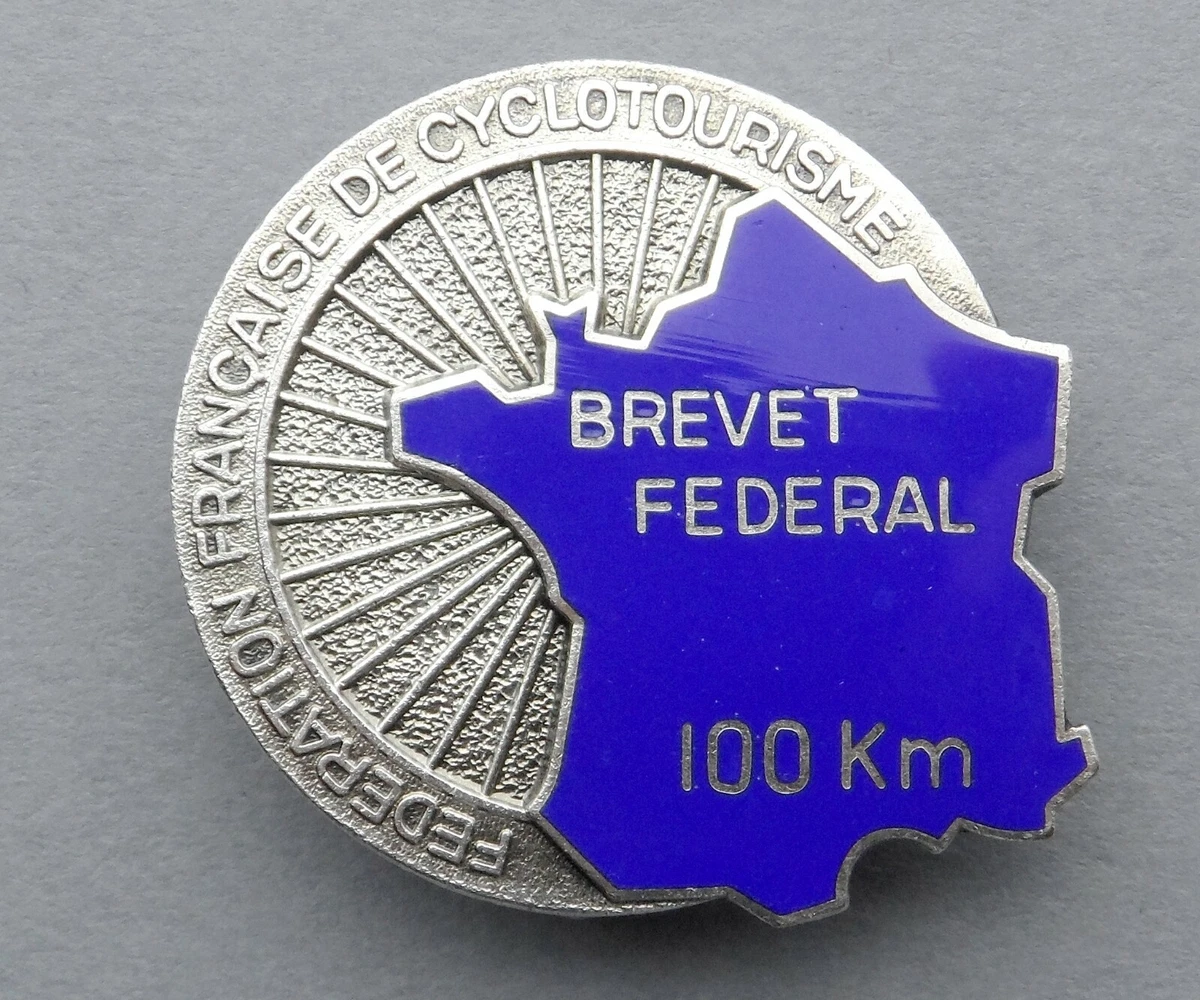 FEDERATION FRANÇAISE DE CYCLOTOURISME
BREVET
FEDERAL
100 Km